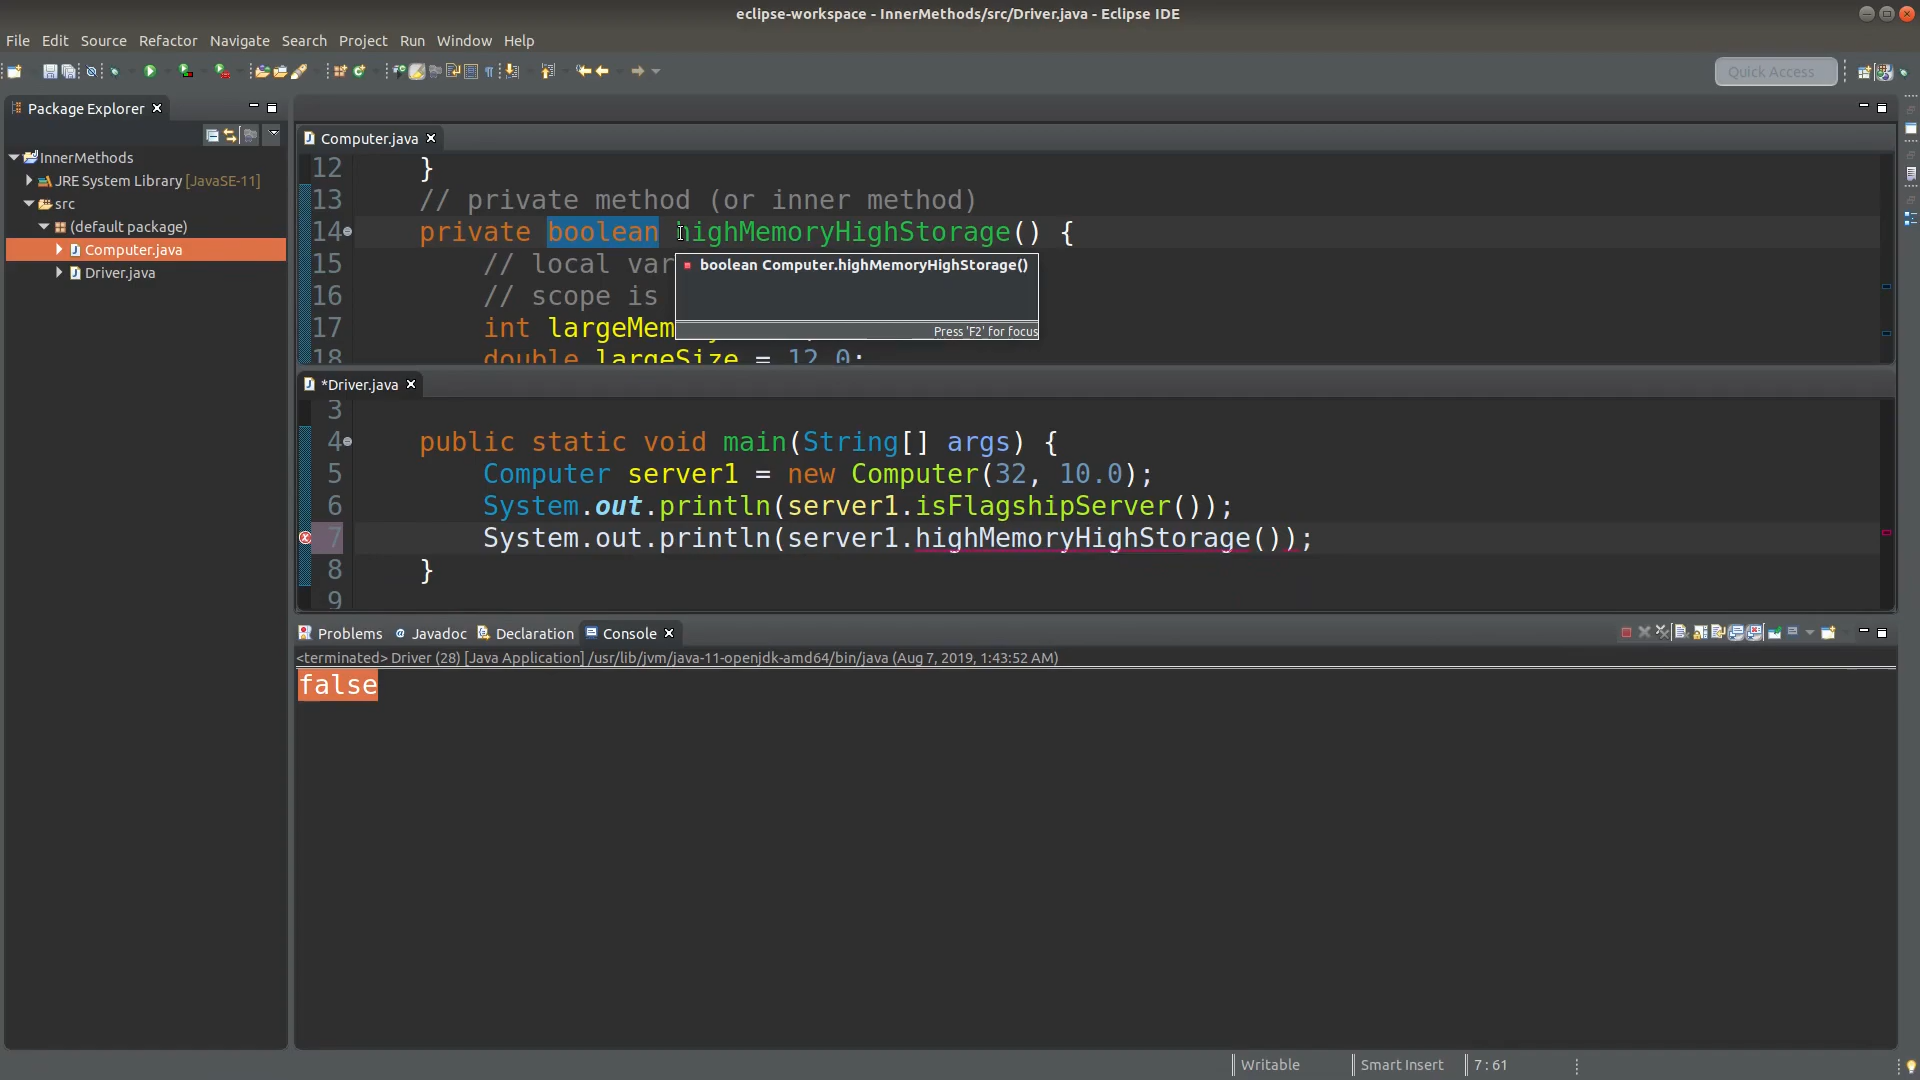 eclipse-workspace - InnerMethods/src/Driver.java - Eclipse IDE
File Edit Source Refactor Navigate Search Project Run Window Help
Quick Access
Package Explorer
InnerMethods
JRE System Library [JavaSE-11]
src
(default package)
Computer.java
Driver.java
Computer.java
12 }
13 // private method (or inner method)
14 private boolean highMemoryHighStorage() {
15 // local var
16 // scope is
17 int largeMem
18 double largeSize = 12.0;
boolean Computer.highMemoryHighStorage()
Press 'F2' for focus
*Driver.java
3
4 public static void main(String[] args) {
5 Computer server1 = new Computer(32, 10.0);
6 System.out.println(server1.isFlagshipServer());
7 System.out.println(server1.highMemoryHighStorage());
8 }
9
Problems @ Javadoc Declaration Console
<terminated> Driver (28) [Java Application] /usr/lib/jvm/java-11-openjdk-amd64/bin/java (Aug 7, 2019, 1:43:52 AM)
false
Writable Smart Insert 7 : 61